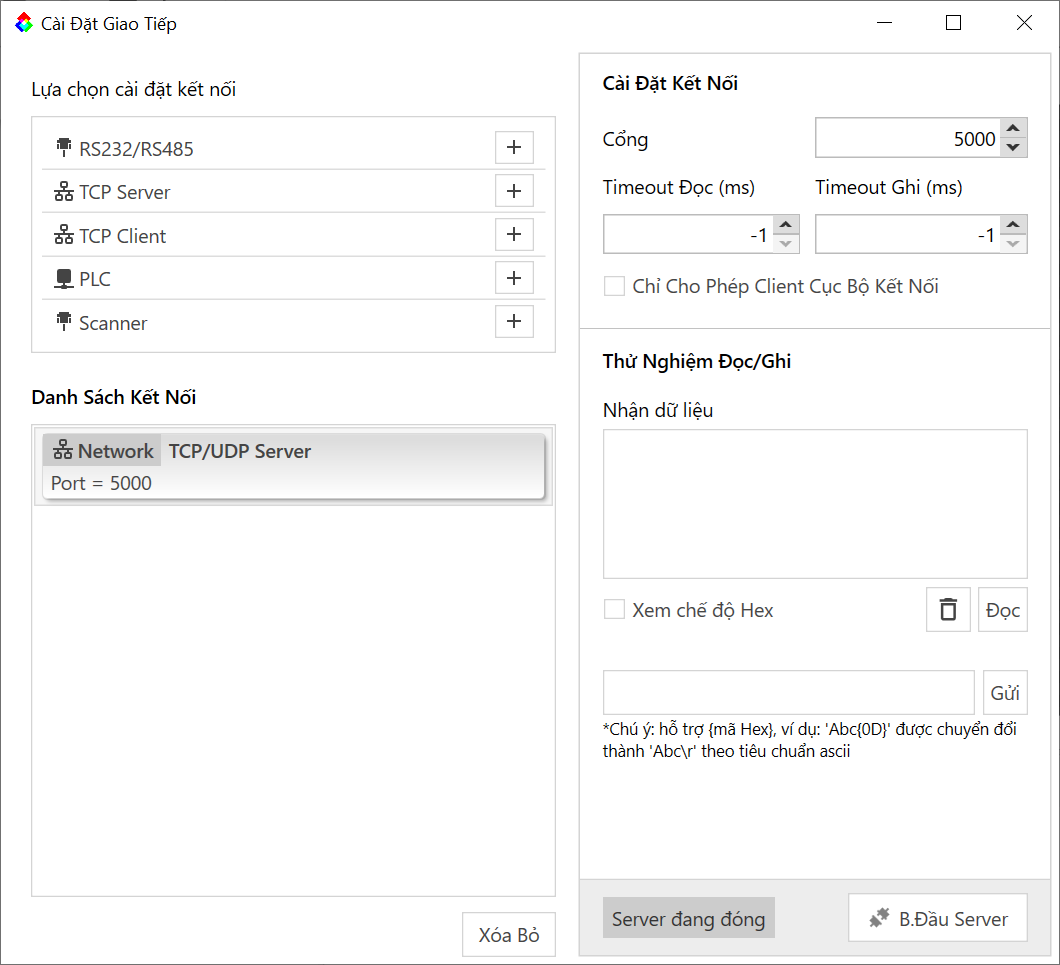 Cài Đặt Giao Tiếp
Lựa chọn cài đặt kết nối
RS232/RS485
TCP Server
TCP Client
PLC
Scanner
Danh Sách Kết Nối
Network TCP/UDP Server
Port = 5000
Xóa Bỏ
Cài Đặt Kết Nối
Cổng 5000
Timeout Đọc (ms) Timeout Ghi (ms)
-1 -1
Chỉ Cho Phép Client Cục Bộ Kết Nối
Thử Nghiệm Đọc/Ghi
Nhận dữ liệu
Xem chế độ Hex Đọc
Gửi
*Chú ý: hỗ trợ {mã Hex}, ví dụ: 'Abc{0D}' được chuyển đổi
thành 'Abc\r' theo tiêu chuẩn ascii
Server đang đóng B.Đầu Server